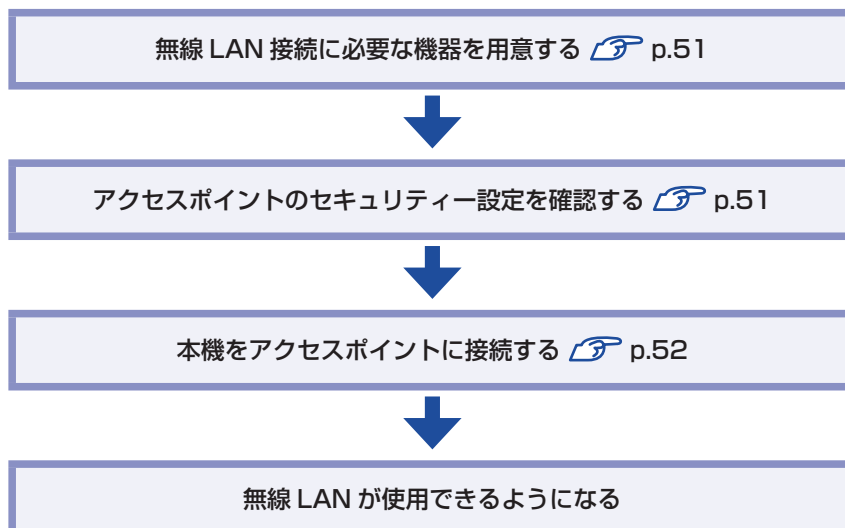 無線 LAN 接続に必要な機器を用意する p.51
アクセスポイントのセキュリティー設定を確認する p.51
本機をアクセスポイントに接続する p.52
無線 LAN が使用できるようになる